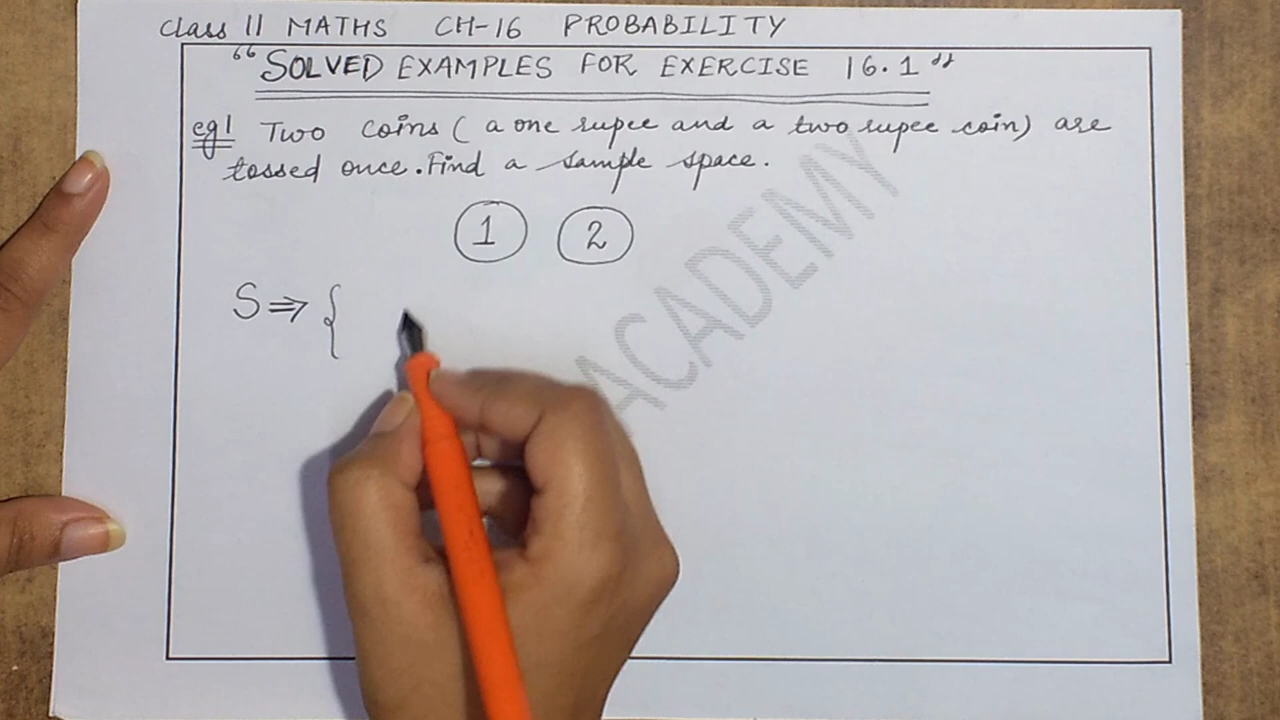 Class 11 MATHS CH-16 PROBABILITY
"SOLVED EXAMPLES FOR EXERCISE 16.1"
eg1 Two coins (a one rupee and a two rupee coin) are
tossed once. Find a sample space.
1 2
S⇒ {
ACADEMY